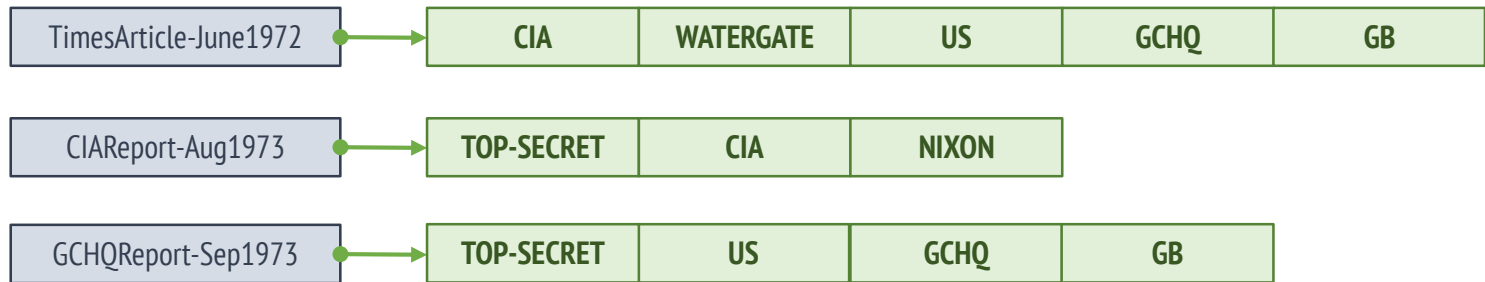 TimesArticle-June1972 CIA WATERGATE US GCHQ GB
CIAReport-Aug1973 TOP-SECRET CIA NIXON
GCHQReport-Sep1973 TOP-SECRET US GCHQ GB